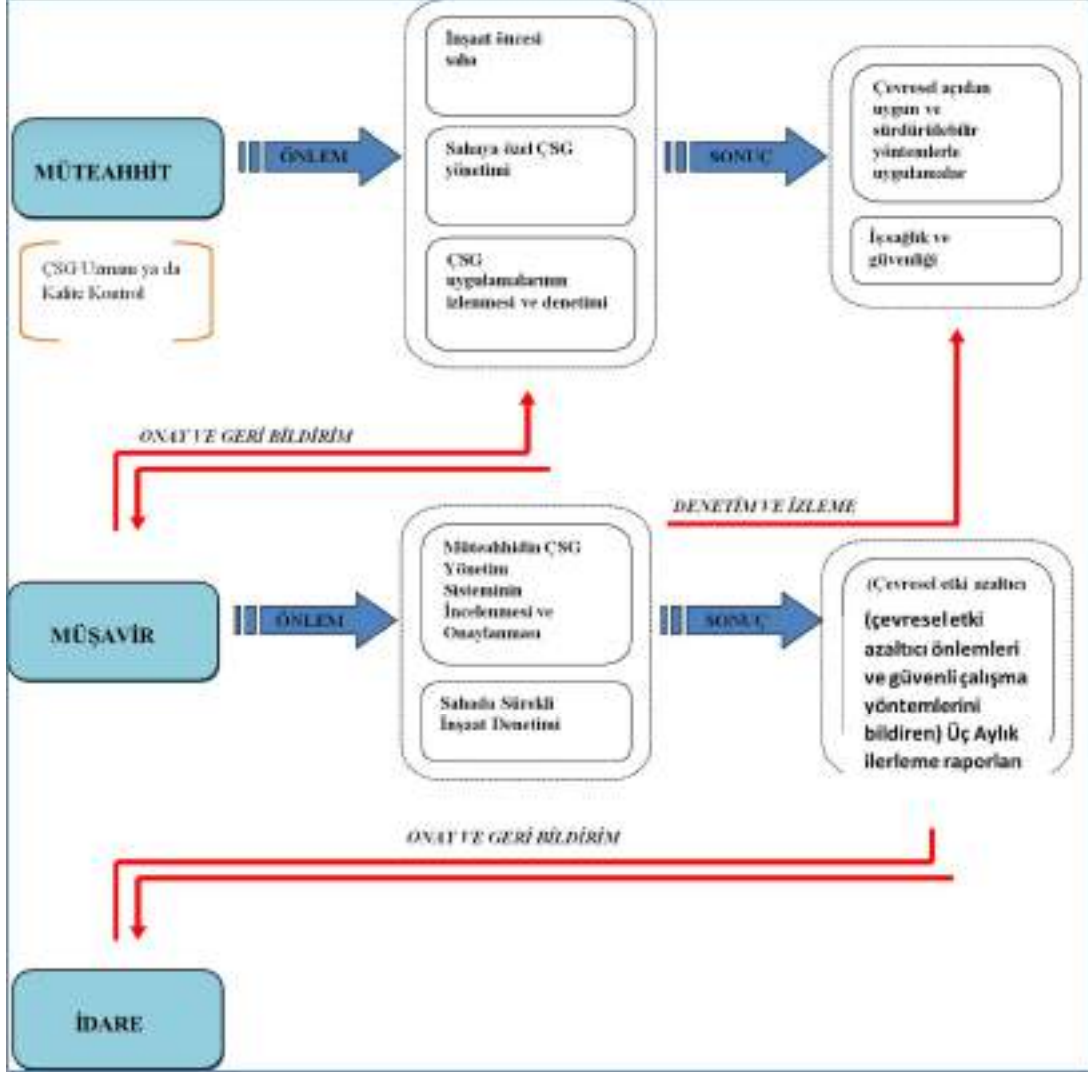 İnşaat öncesi
saha
MÜTEAHHİT
ÖNLEM
Sahaya özel ÇSG
yönetimi
SONUÇ
Çevresel açıdan
uygun ve
sürdürülebilir
yöntemlerle
uygulamalar
ÇSG Uzmanı ya da
Kalite Kontrol
ÇSG
uygulamalarının
izlenmesi ve denetimi
İş sağlık ve
güvenliği
ONAY VE GERİ BİLDİRİM
DENETİM VE İZLEME
MÜŞAVİR
ÖNLEM
Müteahhidin ÇSG
Yönetim
Sisteminin
İncelenmesi ve
Onaylanması
Sahada Sürekli
İnşaat Denetimi
SONUÇ
(Çevresel etki azaltıcı
(çevresel etki
azaltıcı önlemleri
ve güvenli çalışma
yöntemlerini
bildiren) Üç Aylık
ilerleme raporları
ONAY VE GERİ BİLDİRİM
İDARE